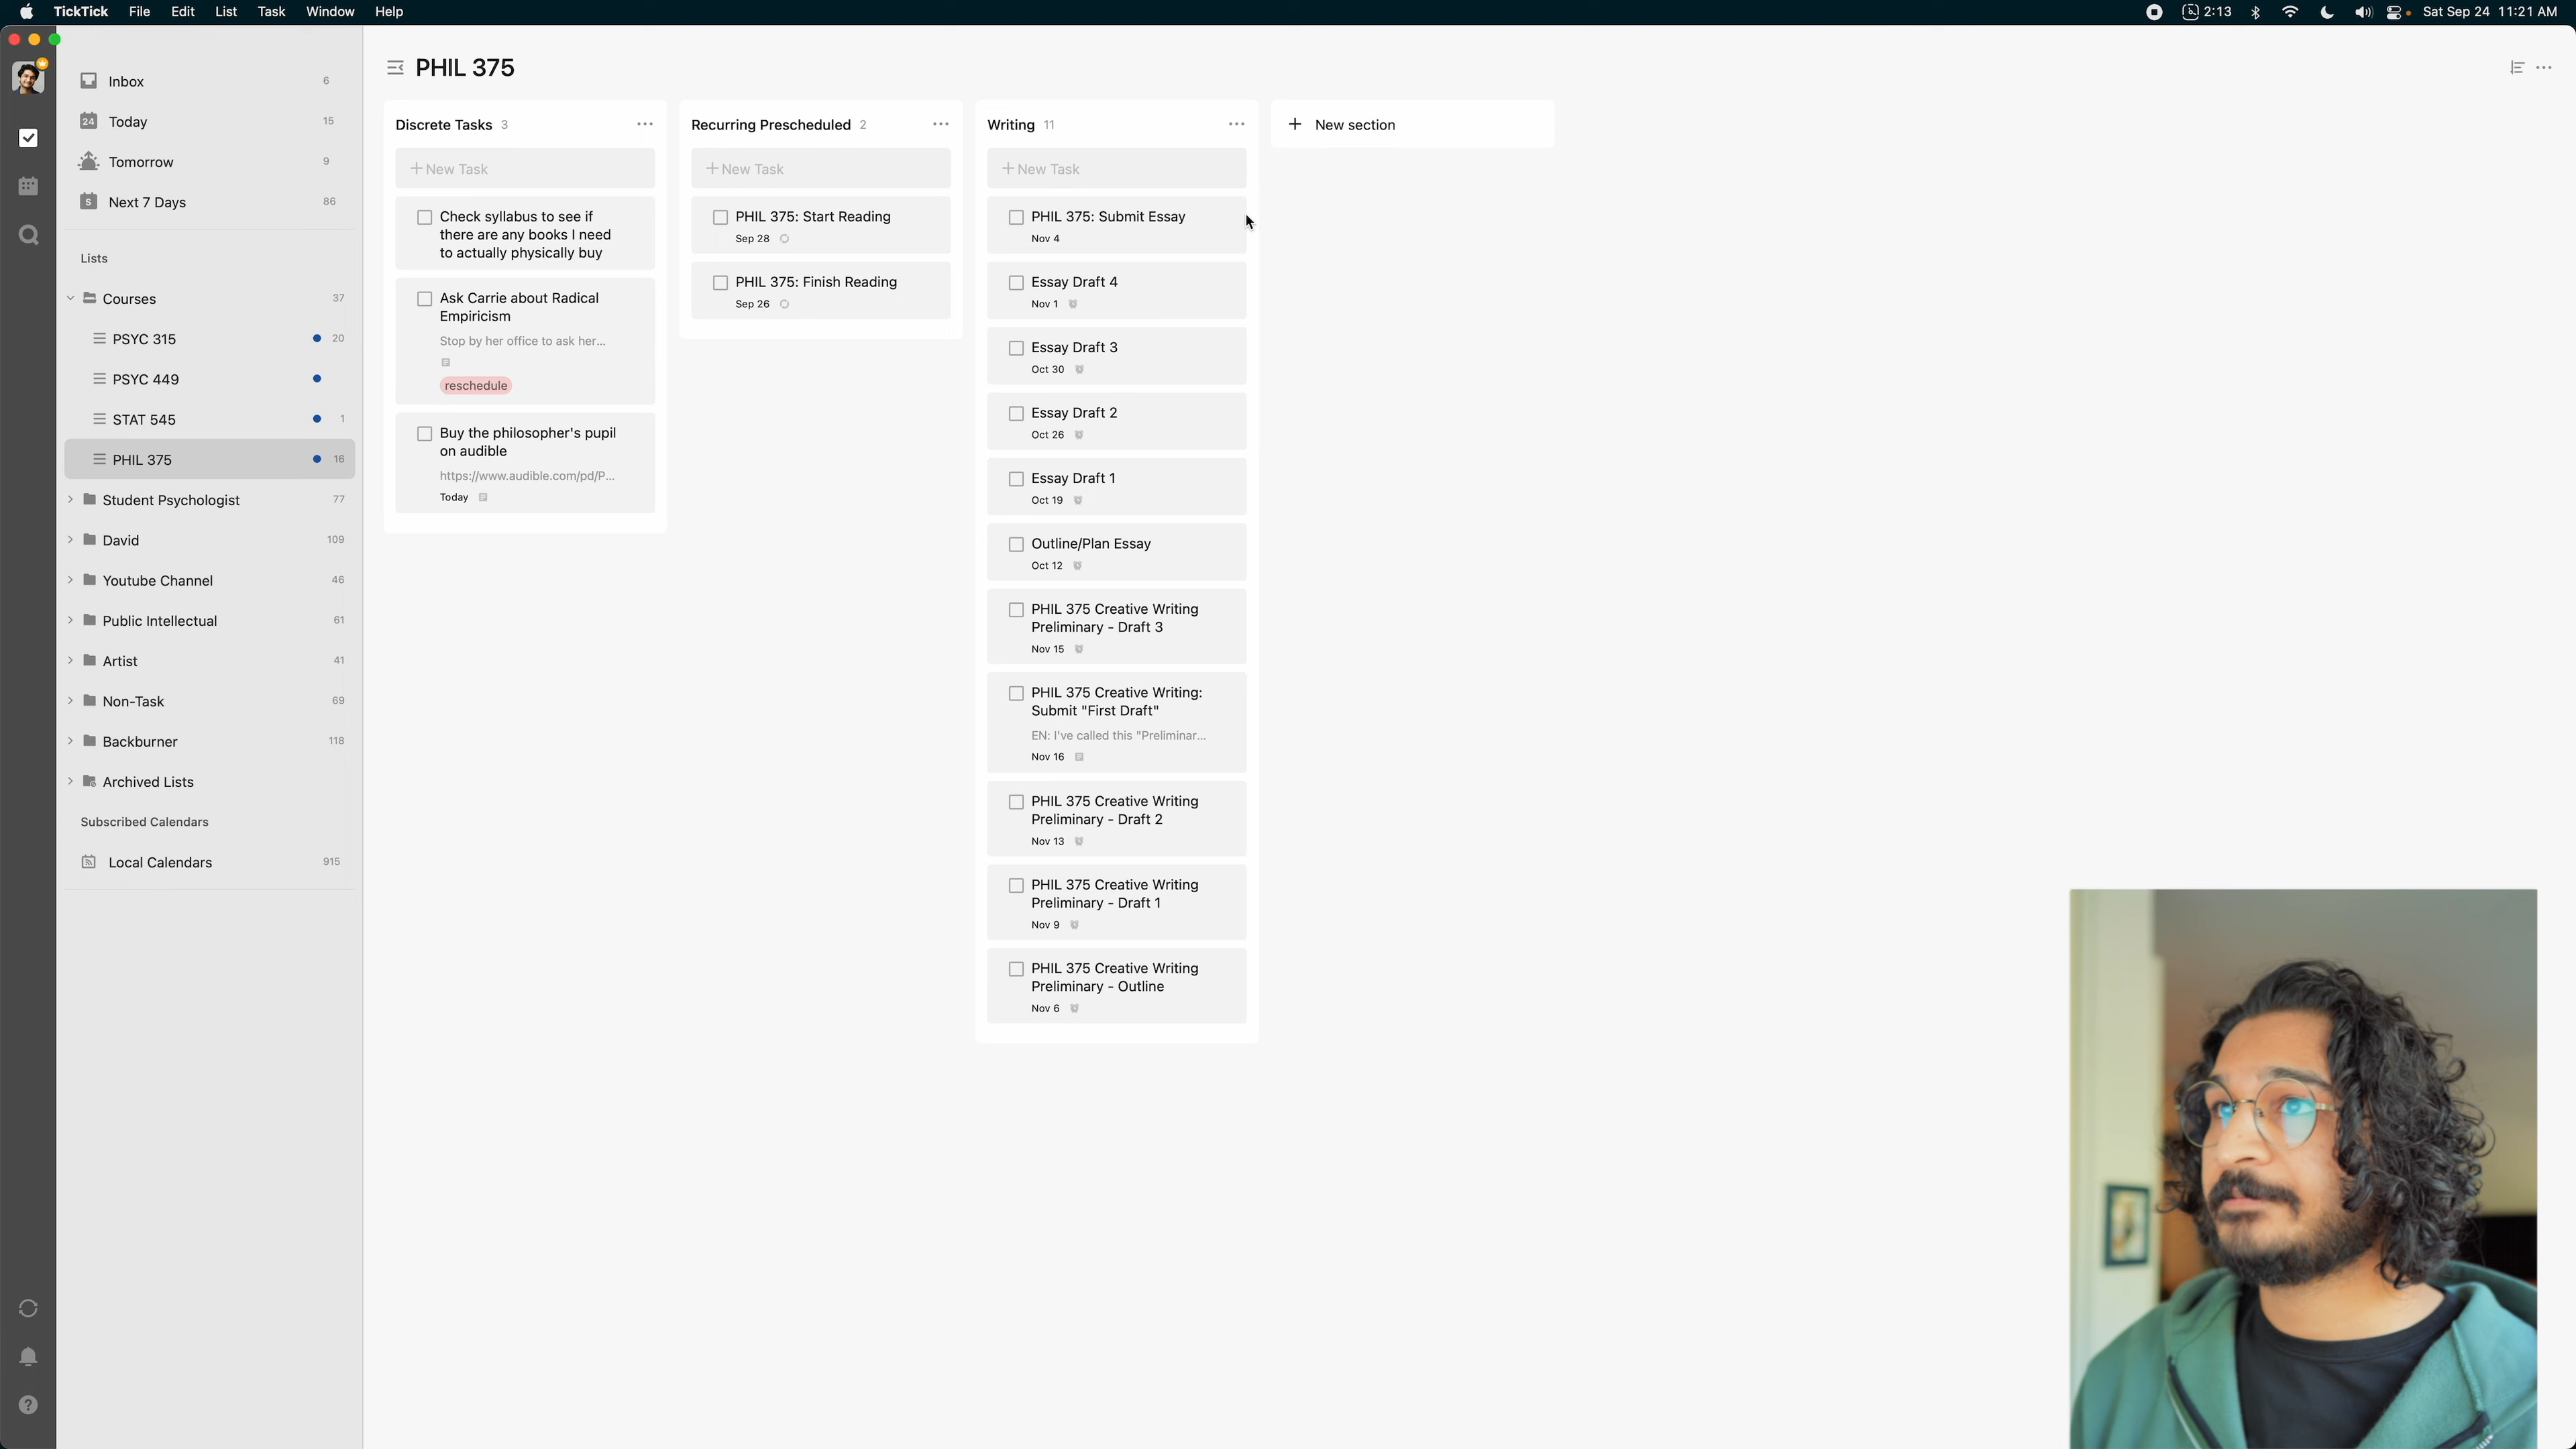 TickTick File Edit List Task Window Help
2:13 Sat Sep 24 11:21 AM
Inbox 6
24 Today 15
Tomorrow 9
S Next 7 Days 86
Lists
Courses 37
PSYC 315 20
PSYC 449
STAT 545 1
PHIL 375 16
Student Psychologist 77
David 109
Youtube Channel 46
Public Intellectual 61
Artist 41
Non-Task 69
Backburner 118
Archived Lists
Subscribed Calendars
Local Calendars 915
PHIL 375
Discrete Tasks 3
+ New Task
Check syllabus to see if
there are any books I need
to actually physically buy
Ask Carrie about Radical
Empiricism
Stop by her office to ask her...
reschedule
Buy the philosopher's pupil
on audible
https://www.audible.com/pd/P...
Today
Recurring Prescheduled 2
+ New Task
PHIL 375: Start Reading
Sep 28
PHIL 375: Finish Reading
Sep 26
Writing 11
+ New Task
PHIL 375: Submit Essay
Nov 4
Essay Draft 4
Nov 1
Essay Draft 3
Oct 30
Essay Draft 2
Oct 26
Essay Draft 1
Oct 19
Outline/Plan Essay
Oct 12
PHIL 375 Creative Writing
Preliminary - Draft 3
Nov 15
PHIL 375 Creative Writing:
Submit "First Draft"
EN: I've called this "Preliminar...
Nov 16
PHIL 375 Creative Writing
Preliminary - Draft 2
Nov 13
PHIL 375 Creative Writing
Preliminary - Draft 1
Nov 9
PHIL 375 Creative Writing
Preliminary - Outline
Nov 6
+ New section